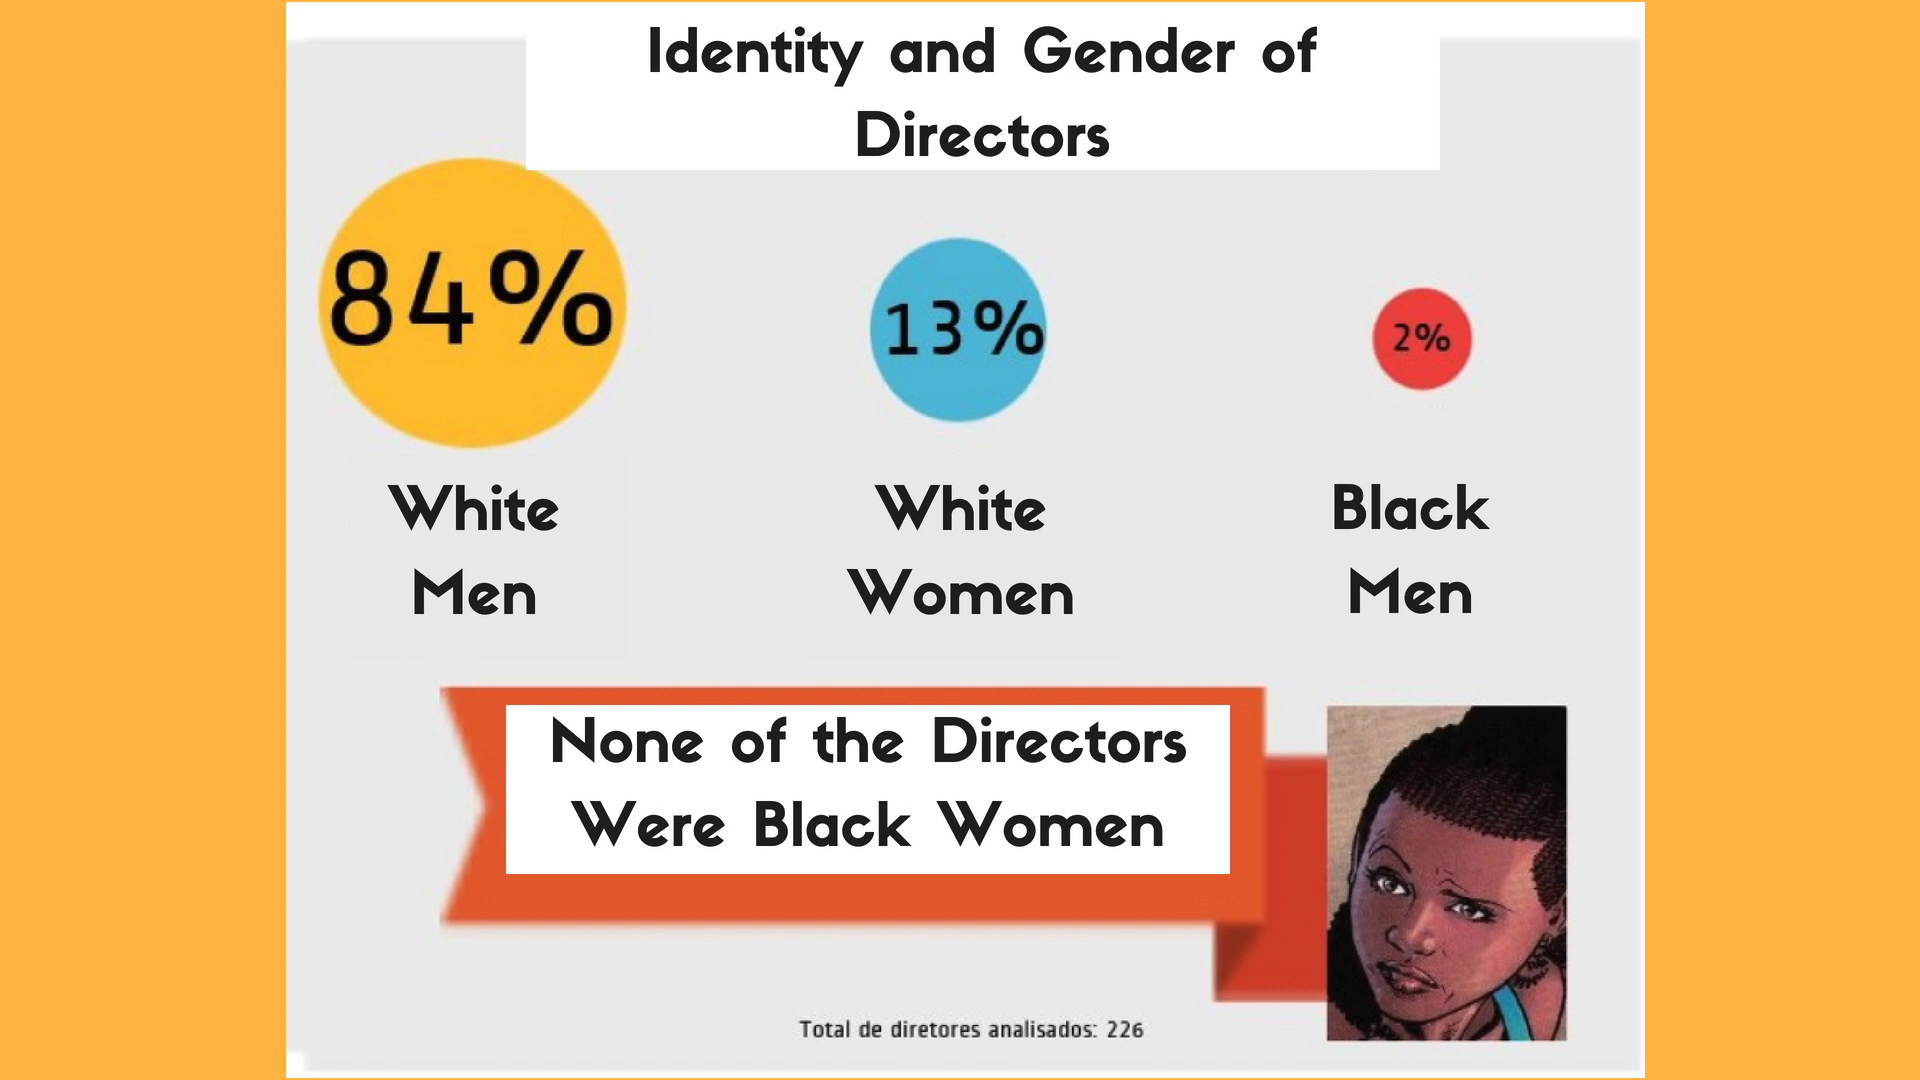 Identity and Gender of
Directors
84%
13%
2%
White
Men
White
Women
Black
Men
None of the Directors
Were Black Women
Total de diretores analisados: 226